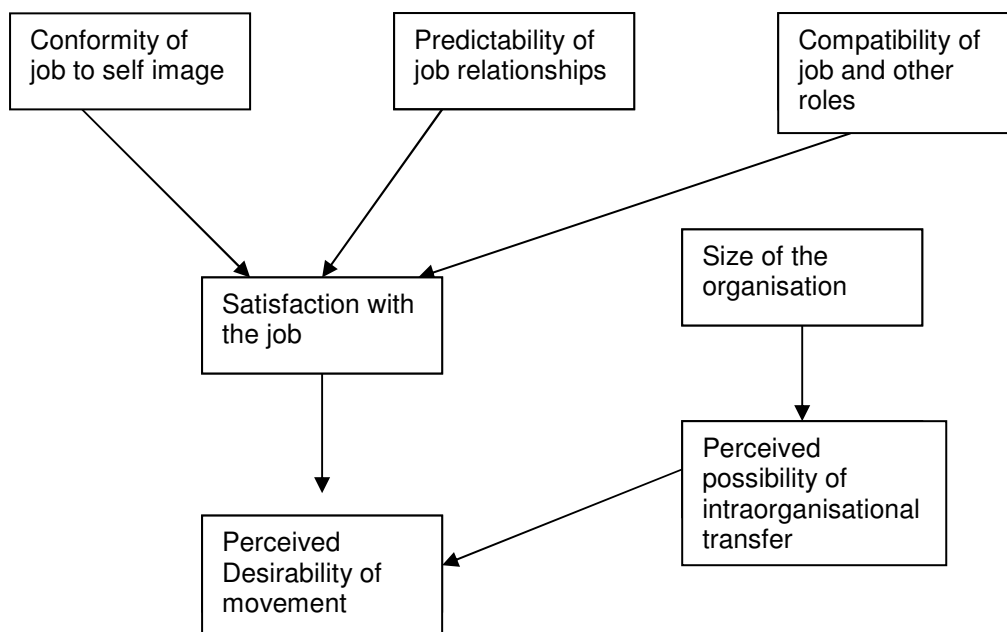 Conformity of
job to self image
Predictability of
job relationships
Compatibility of
job and other
roles
Size of the
organisation
Satisfaction with
the job
Perceived
possibility of
intraorganisational
transfer
Perceived
Desirability of
movement